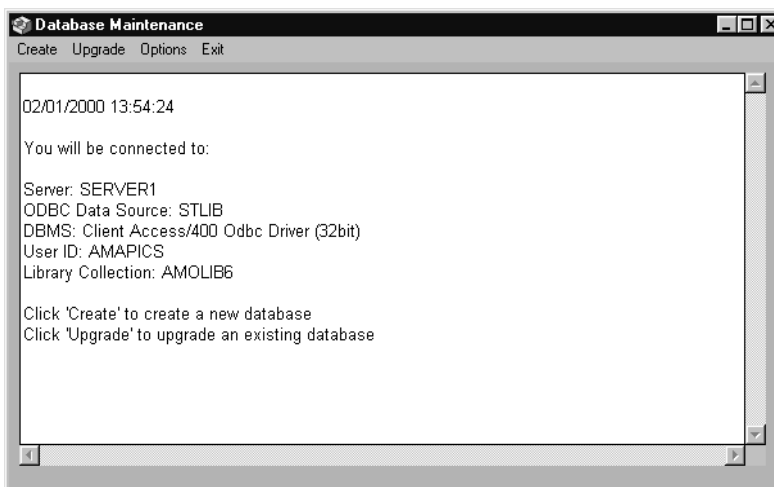 Database Maintenance
Create Upgrade Options Exit
02/01/2000 13:54:24
You will be connected to:
Server: SERVER1
ODBC Data Source: STLIB
DBMS: Client Access/400 Odbc Driver (32bit)
User ID: AMAPICS
Library Collection: AMOLIB6
Click 'Create' to create a new database
Click 'Upgrade' to upgrade an existing database